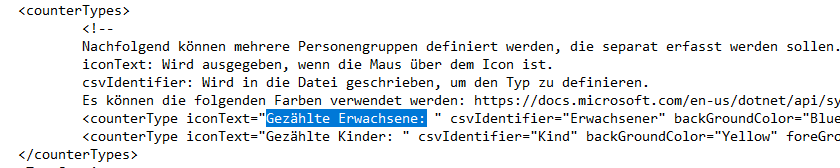 <counterTypes>
<!--
Nachfolgend können mehrere Personengruppen definiert werden, die separat erfasst werden sollen.
iconText: Wird ausgegeben, wenn die Maus über dem Icon ist.
csvIdentifier: Wird in die Datei geschrieben, um den Typ zu definieren.
Es können die folgenden Farben verwendet werden: https://docs.microsoft.com/en-us/dotnet/api/sy
<counterType iconText="Gezählte Erwachsene: " csvIdentifier="Erwachsener" backGroundColor="Blue
<counterType iconText="Gezählte Kinder: " csvIdentifier="Kind" backGroundColor="Yellow" foreGro
</counterTypes>